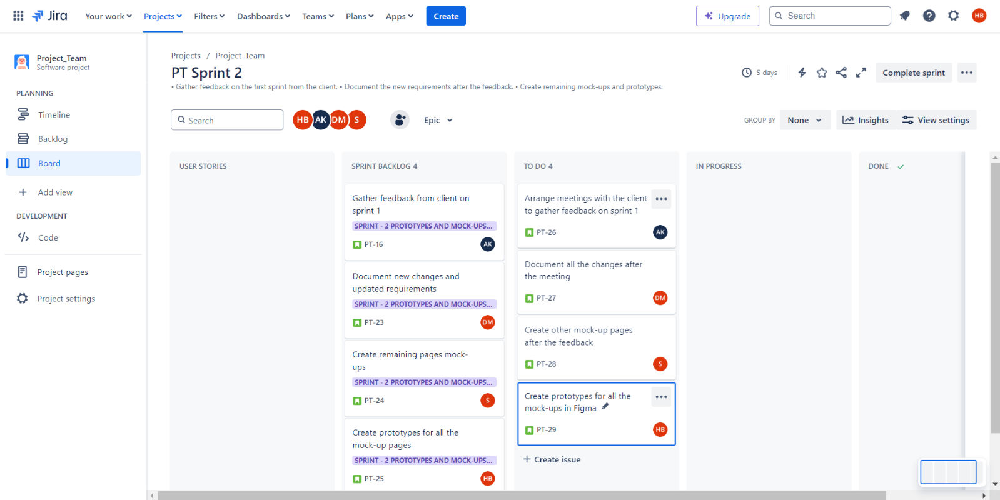 Jira
Your work
Projects
Filters
Dashboards
Teams
Plans
Apps
Create
Upgrade
Search
HB
Project_Team
Software project
PLANNING
Timeline
Backlog
Board
Add view
DEVELOPMENT
Code
Project pages
Project settings
Projects / Project_Team
PT Sprint 2
• Gather feedback on the first sprint from the client. • Document the new requirements after the feedback. • Create remaining mock-ups and prototypes.
5 days
Complete sprint
Search
HB AK DM S
Epic
GROUP BY
None
Insights
View settings
USER STORIES
SPRINT BACKLOG 4
Gather feedback from client on
sprint 1
SPRINT - 2 PROTOTYPES AND MOCK-UPS...
PT-16
AK
Document new changes and
updated requirements
SPRINT - 2 PROTOTYPES AND MOCK-UPS...
PT-23
DM
Create remaining pages mock-
ups
SPRINT - 2 PROTOTYPES AND MOCK-UPS...
PT-24
S
Create prototypes for all the
mock-up pages
SPRINT - 2 PROTOTYPES AND MOCK-UPS...
PT-25
HB
TO DO 4
Arrange meetings with the client
to gather feedback on sprint 1
PT-26
AK
Document all the changes after
the meeting
PT-27
DM
Create other mock-up pages
after the feedback
PT-28
S
Create prototypes for all the
mock-ups in Figma
PT-29
HB
Create issue
IN PROGRESS
DONE